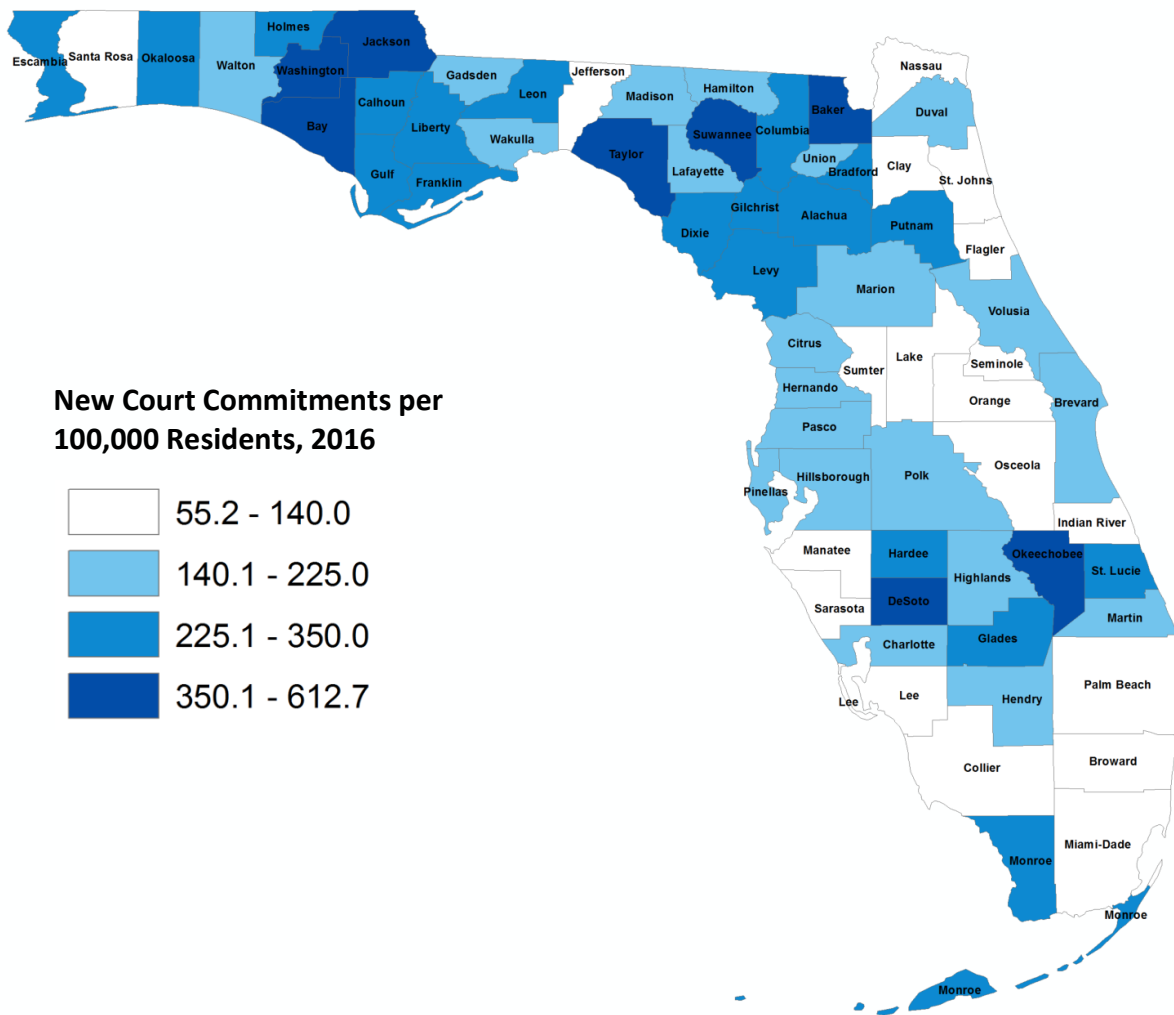 Holmes
Jackson
Escambia
Santa Rosa
Okaloosa
Walton
Washington
Gadsden
Jefferson
Nassau
Madison
Hamilton
Calhoun
Leon
Baker
Duval
Bay
Liberty
Suwannee
Columbia
Wakulla
Taylor
Union
Lafayette
Bradford
Clay
St. Johns
Gulf
Franklin
Gilchrist
Alachua
Putnam
Dixie
Flagler
Levy
Marion
Volusia
Citrus
Lake
Sumter
Seminole
Hernando
Orange
Brevard
New Court Commitments per
100,000 Residents, 2016
Pasco
Osceola
Hillsborough
Polk
Pinellas
55.2 - 140.0
140.1 - 225.0
225.1 - 350.0
350.1 - 612.7
Indian River
Manatee
Hardee
Okeechobee
St. Lucie
Highlands
DeSoto
Sarasota
Martin
Charlotte
Glades
Palm Beach
Lee
Lee
Hendry
Broward
Collier
Miami-Dade
Monroe
Monroe
Monroe